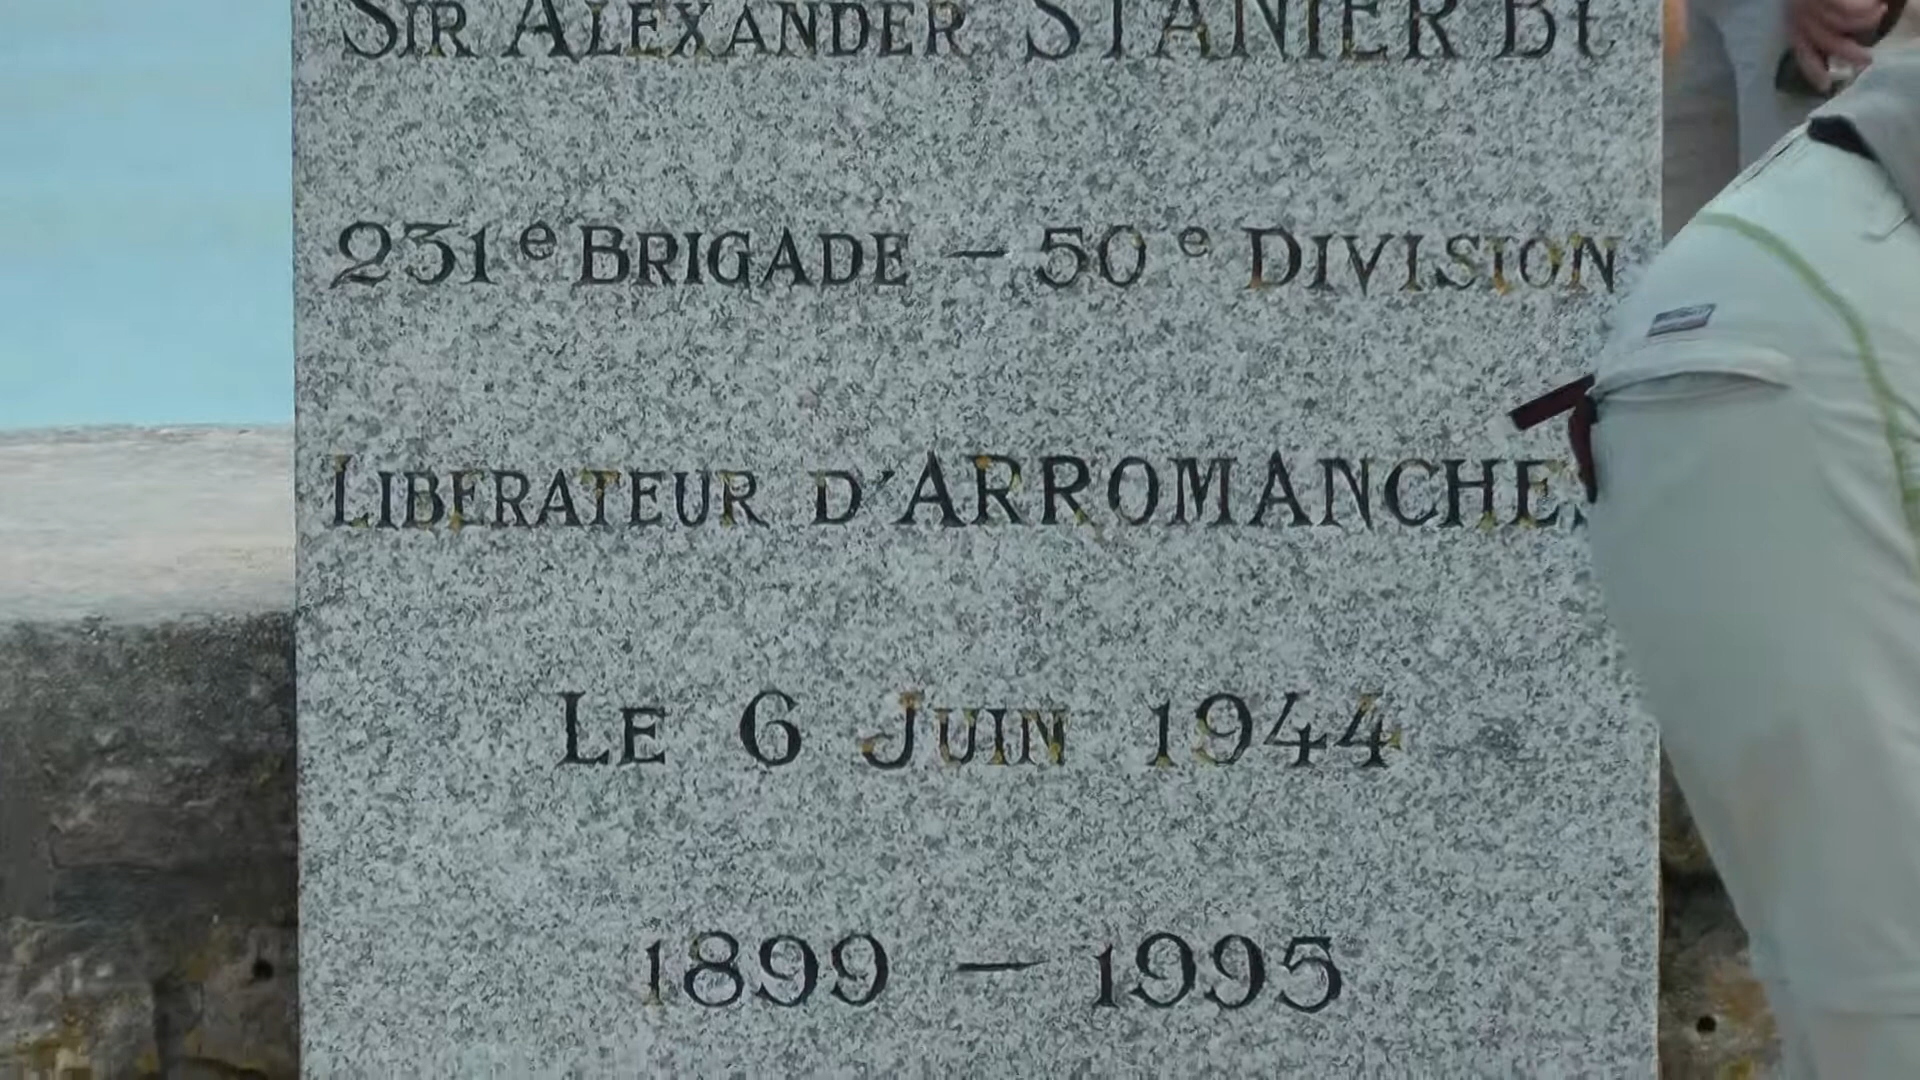 SIR ALEXANDER STANIER Bt
231e BRIGADE – 50e DIVISION
LIBERATEUR D'ARROMANCHES
LE 6 JUIN 1944
1899 – 1995